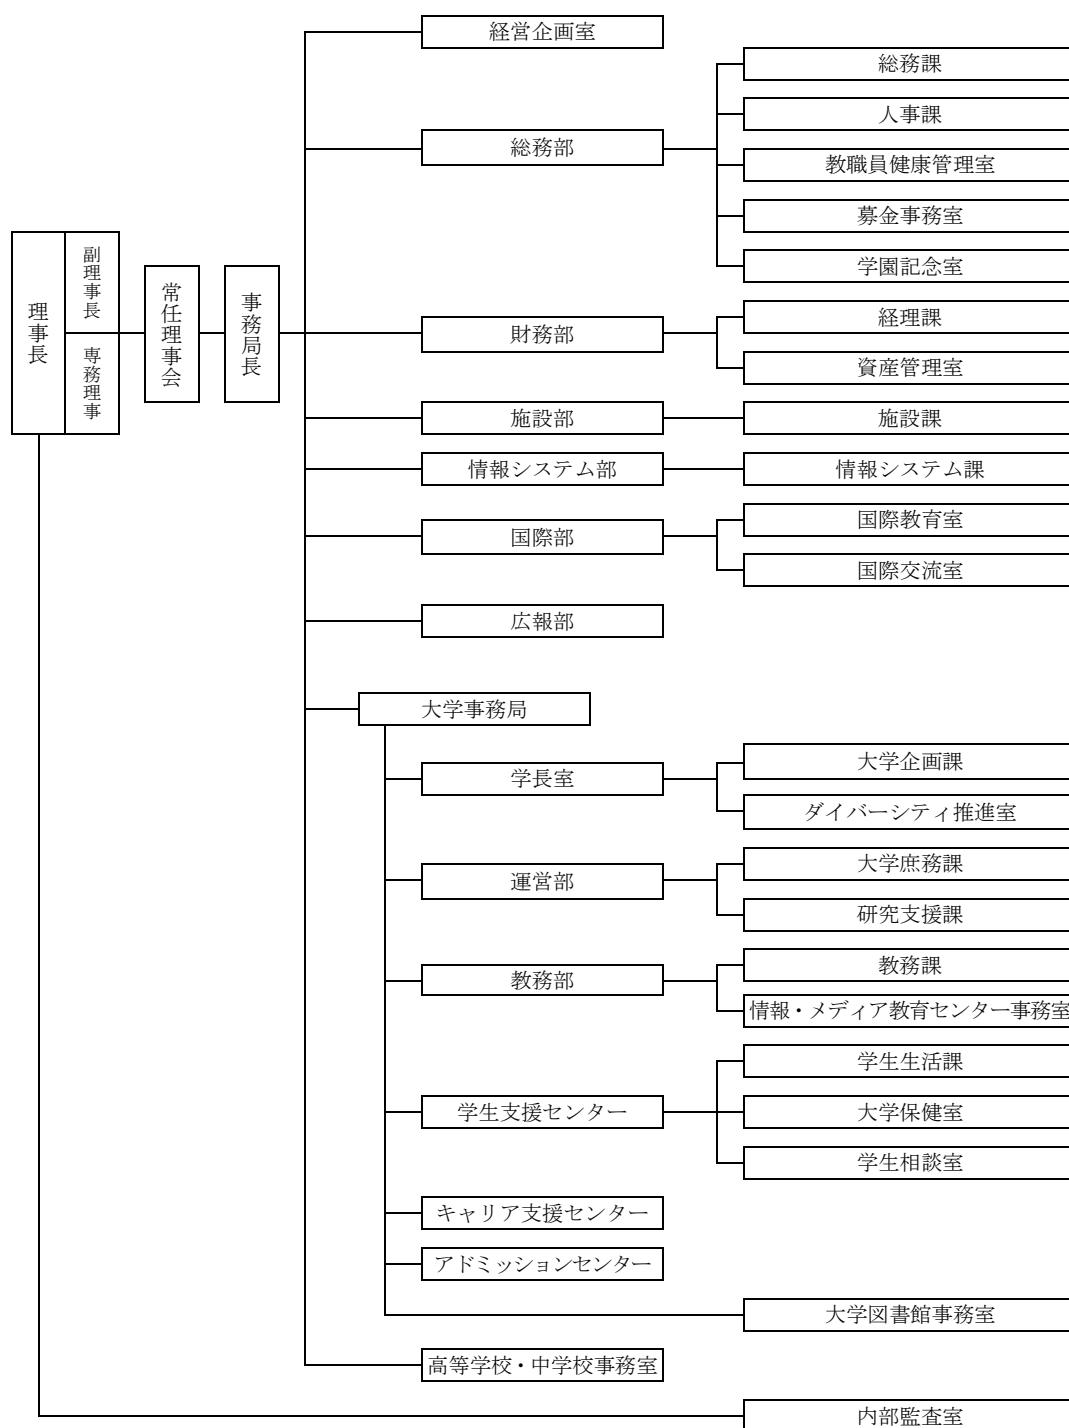 理事長
副理事長
専務理事
常任理事会
事務局長
経営企画室
総務部
総務課
人事課
教職員健康管理室
募金事務室
学園記念室
財務部
経理課
資産管理室
施設部
施設課
情報システム部
情報システム課
国際部
国際教育室
国際交流室
広報部
大学事務局
学長室
大学企画課
ダイバーシティ推進室
運営部
大学庶務課
研究支援課
教務部
教務課
情報・メディア教育センター事務室
学生支援センター
学生生活課
大学保健室
学生相談室
キャリア支援センター
アドミッションセンター
大学図書館事務室
高等学校・中学校事務室
内部監査室